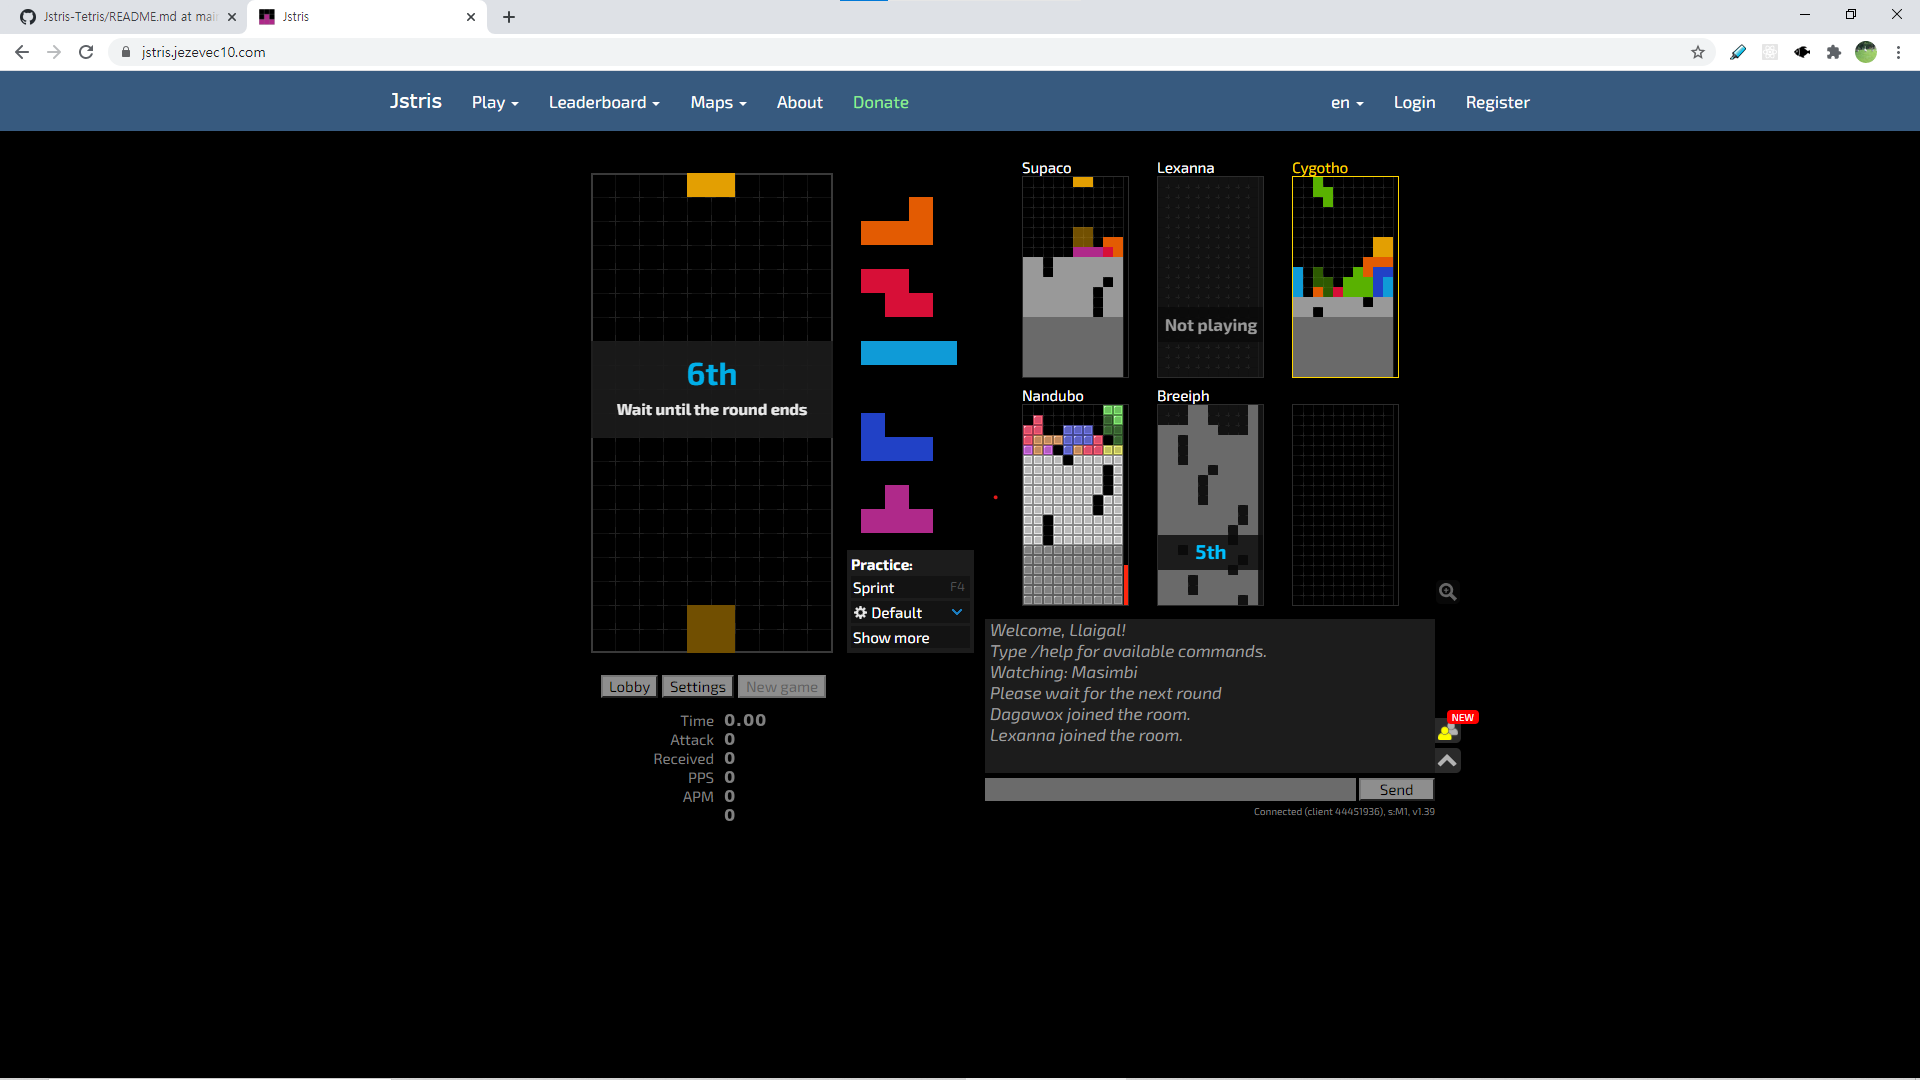 Jstris-Tetris/README.md at mai
Jstris
jstris.jezevec10.com
Jstris
Play
Leaderboard
Maps
About
Donate
en
Login
Register
Supaco
Lexanna
Cygotho
Not playing
6th
Wait until the round ends
Nandubo
Breeiph
5th
Practice:
Sprint F4
Default
Show more
Welcome, Llaigal!
Type /help for available commands.
Watching: Masimbi
Please wait for the next round
Dagawox joined the room.
Lexanna joined the room.
Lobby
Settings
New game
NEW
Time 0.00
Attack 0
Received 0
PPS 0
APM 0
0
Send
Connected (client 44451936), s:M1, v1.39